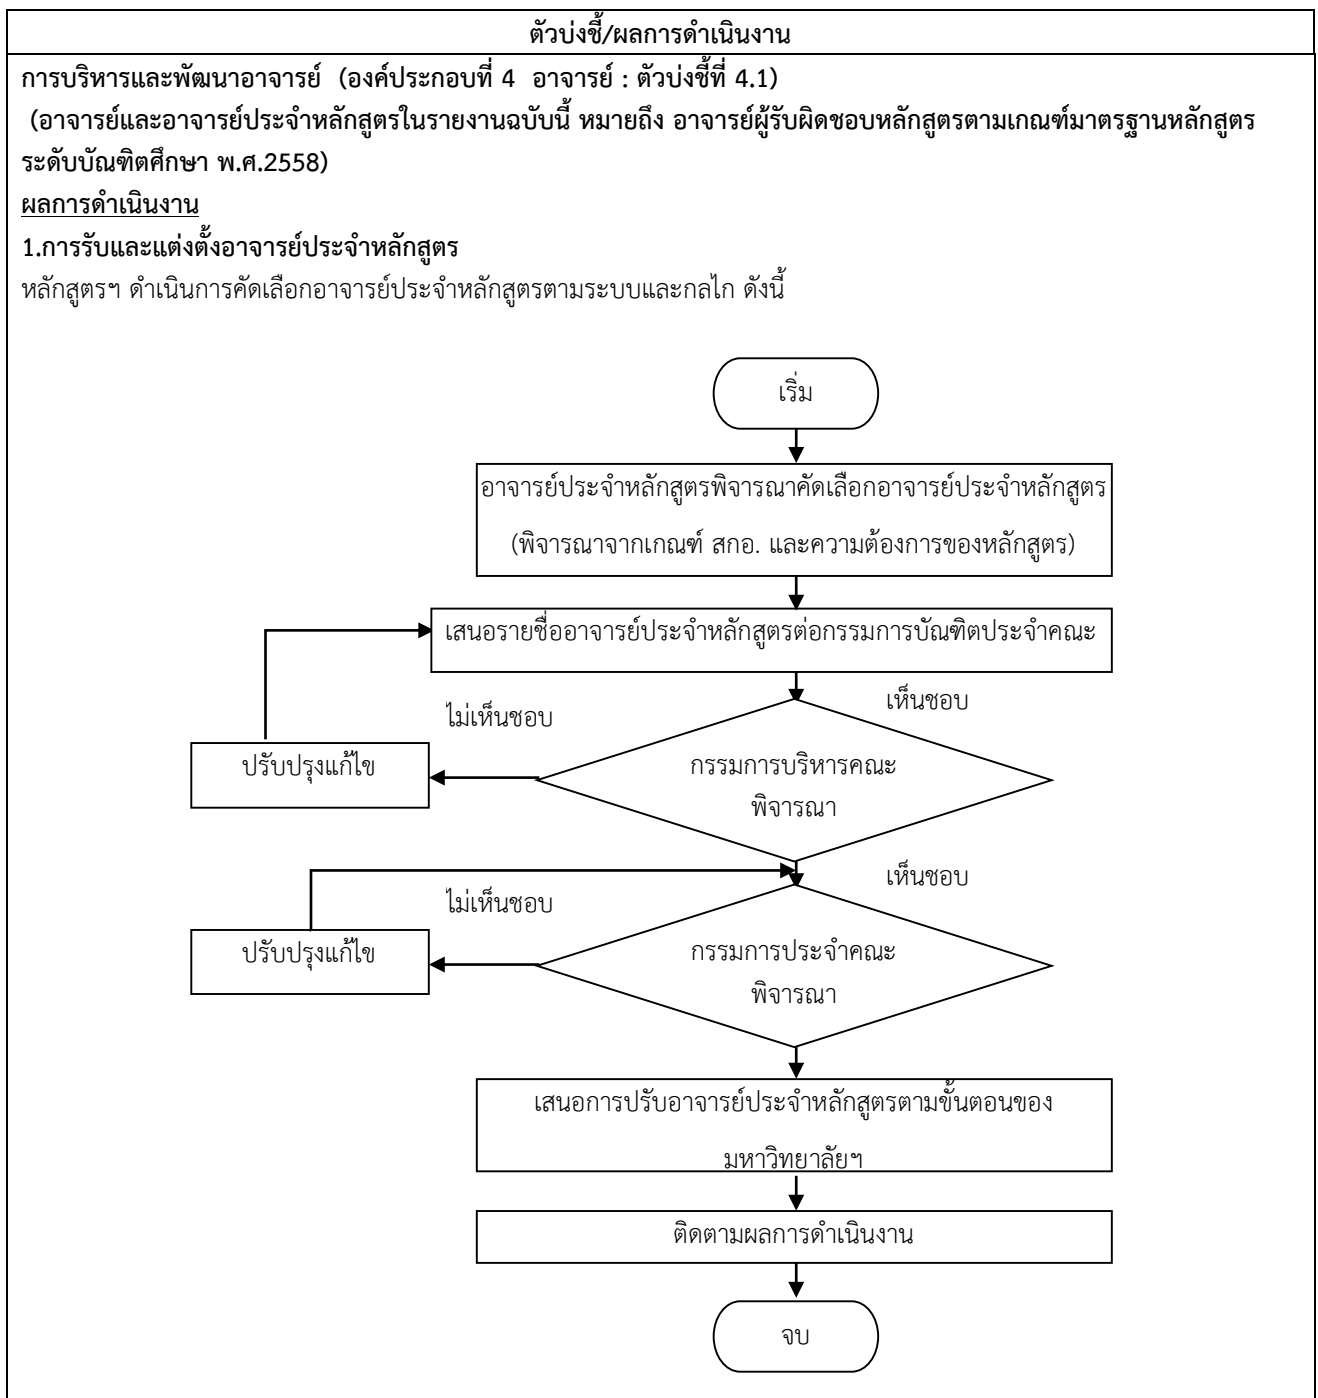 ตัวบ่งชี้/ผลการดำเนินงาน
การบริหารและพัฒนาอาจารย์ (องค์ประกอบที่ 4 อาจารย์ : ตัวบ่งชี้ที่ 4.1)
(อาจารย์และอาจารย์ประจำหลักสูตรในรายงานฉบับนี้ หมายถึง อาจารย์ผู้รับผิดชอบหลักสูตรตามเกณฑ์มาตรฐานหลักสูตร
ระดับบัณฑิตศึกษา พ.ศ.2558)
ผลการดำเนินงาน
1.การรับและแต่งตั้งอาจารย์ประจำหลักสูตร
หลักสูตรฯ ดำเนินการคัดเลือกอาจารย์ประจำหลักสูตรตามระบบและกลไก ดังนี้
เริ่ม
อาจารย์ประจำหลักสูตรพิจารณาคัดเลือกอาจารย์ประจำหลักสูตร
(พิจารณาจากเกณฑ์ สกอ. และความต้องการของหลักสูตร)
เสนอรายชื่ออาจารย์ประจำหลักสูตรต่อกรรมการบัณฑิตประจำคณะ
ไม่เห็นชอบ
เห็นชอบ
ปรับปรุงแก้ไข
กรรมการบริหารคณะ
พิจารณา
ไม่เห็นชอบ
เห็นชอบ
ปรับปรุงแก้ไข
กรรมการประจำคณะ
พิจารณา
เสนอการปรับอาจารย์ประจำหลักสูตรตามขั้นตอนของ
มหาวิทยาลัยฯ
ติดตามผลการดำเนินงาน
จบ